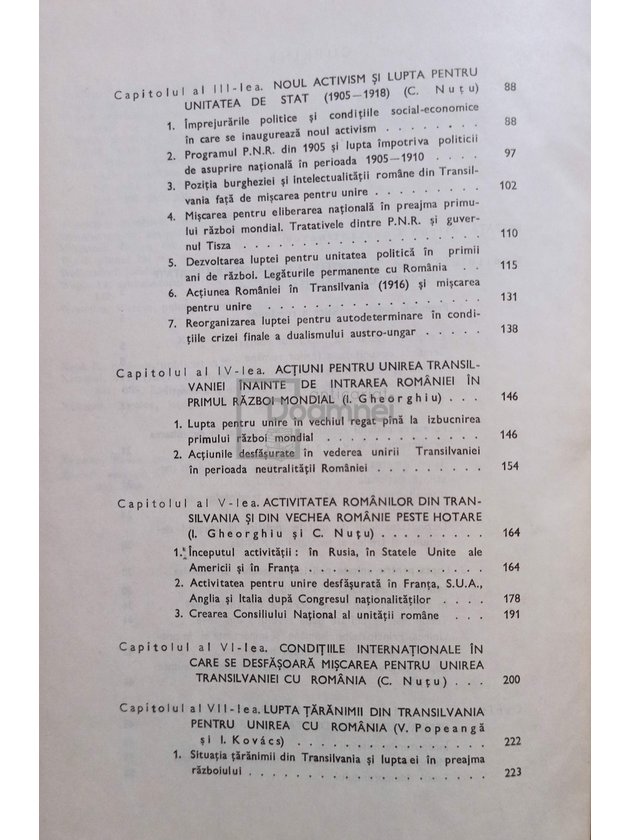 Capitolul al III-lea. NOUL ACTIVISM ȘI LUPTA PENTRU
UNITATEA DE STAT (1905—1918) (C. Nuțu) 88
1. Împrejurările politice și condițiile social-economice
în care se inaugurează noul activism . . . . . . . . 88
2. Programul P.N.R. din 1905 și lupta împotriva politicii
de asuprire națională în perioada 1905—1910 . . . . 97
3. Poziția burgheziei și intelectualității române din Transil-
vania față de mișcarea pentru unire . . . . . . . . . 102
4. Mișcarea pentru eliberarea națională în preajma primu-
lui război mondial. Tratativele dintre P.N.R. și guver-
nul Tisza . . . . . . . . . . . . . . . . . . . 110
5. Dezvoltarea luptei pentru unitatea politică în primii
ani de război. Legăturile permanente cu România . . 115
6. Acțiunea României în Transilvania (1916) și mișcarea
pentru unire . . . . . . . . . . . . . . . . . 131
7. Reorganizarea luptei pentru autodeterminare în condi-
țiile crizei finale a dualismului austro-ungar . . . . . 138
Capitolul al IV-lea. ACȚIUNI PENTRU UNIREA TRANSIL-
VANIEI ÎNAINTE DE INTRAREA ROMÂNIEI ÎN
PRIMUL RĂZBOI MONDIAL (I. Gheorghiu) . . . 146
1. Lupta pentru unire în vechiul regat pînă la izbucnirea
primului război mondial . . . . . . . . . . . . . 146
2. Acțiunile desfășurate în vederea unirii Transilvaniei
în perioada neutralității României . . . . . . . . . 154
Capitolul al V-lea. ACTIVITATEA ROMÂNILOR DIN TRAN-
SILVANIA ȘI DIN VECHEA ROMÂNIE PESTE HOTARE
(I. Gheorghiu și C. Nuțu) . . . . . . . . . 164
1. Începutul activității : în Rusia, în Statele Unite ale
Americii și în Franța . . . . . . . . . . . . . . 164
2. Activitatea pentru unire desfășurată în Franța, S.U.A.,
Anglia și Italia după Congresul naționalităților . . . . 178
3. Crearea Consiliului Național al unității române . . . . 191
Capitolul al VI-lea. CONDIȚIILE INTERNAȚIONALE ÎN
CARE SE DESFĂȘOARĂ MIȘCAREA PENTRU UNIREA
TRANSILVANIEI CU ROMÂNIA (C. Nuțu) . . . 200
Capitolul al VII-lea. LUPTA ȚĂRĂNIMII DIN TRANSILVANIA
PENTRU UNIREA CU ROMÂNIA (V. Popeangă
și I. Kovács) . . . . . . . . . . . . . . . 222
1. Situația țărănimii din Transilvania și lupta ei în preajma
războiului . . . . . . . . . . . . . . . . . . . 223